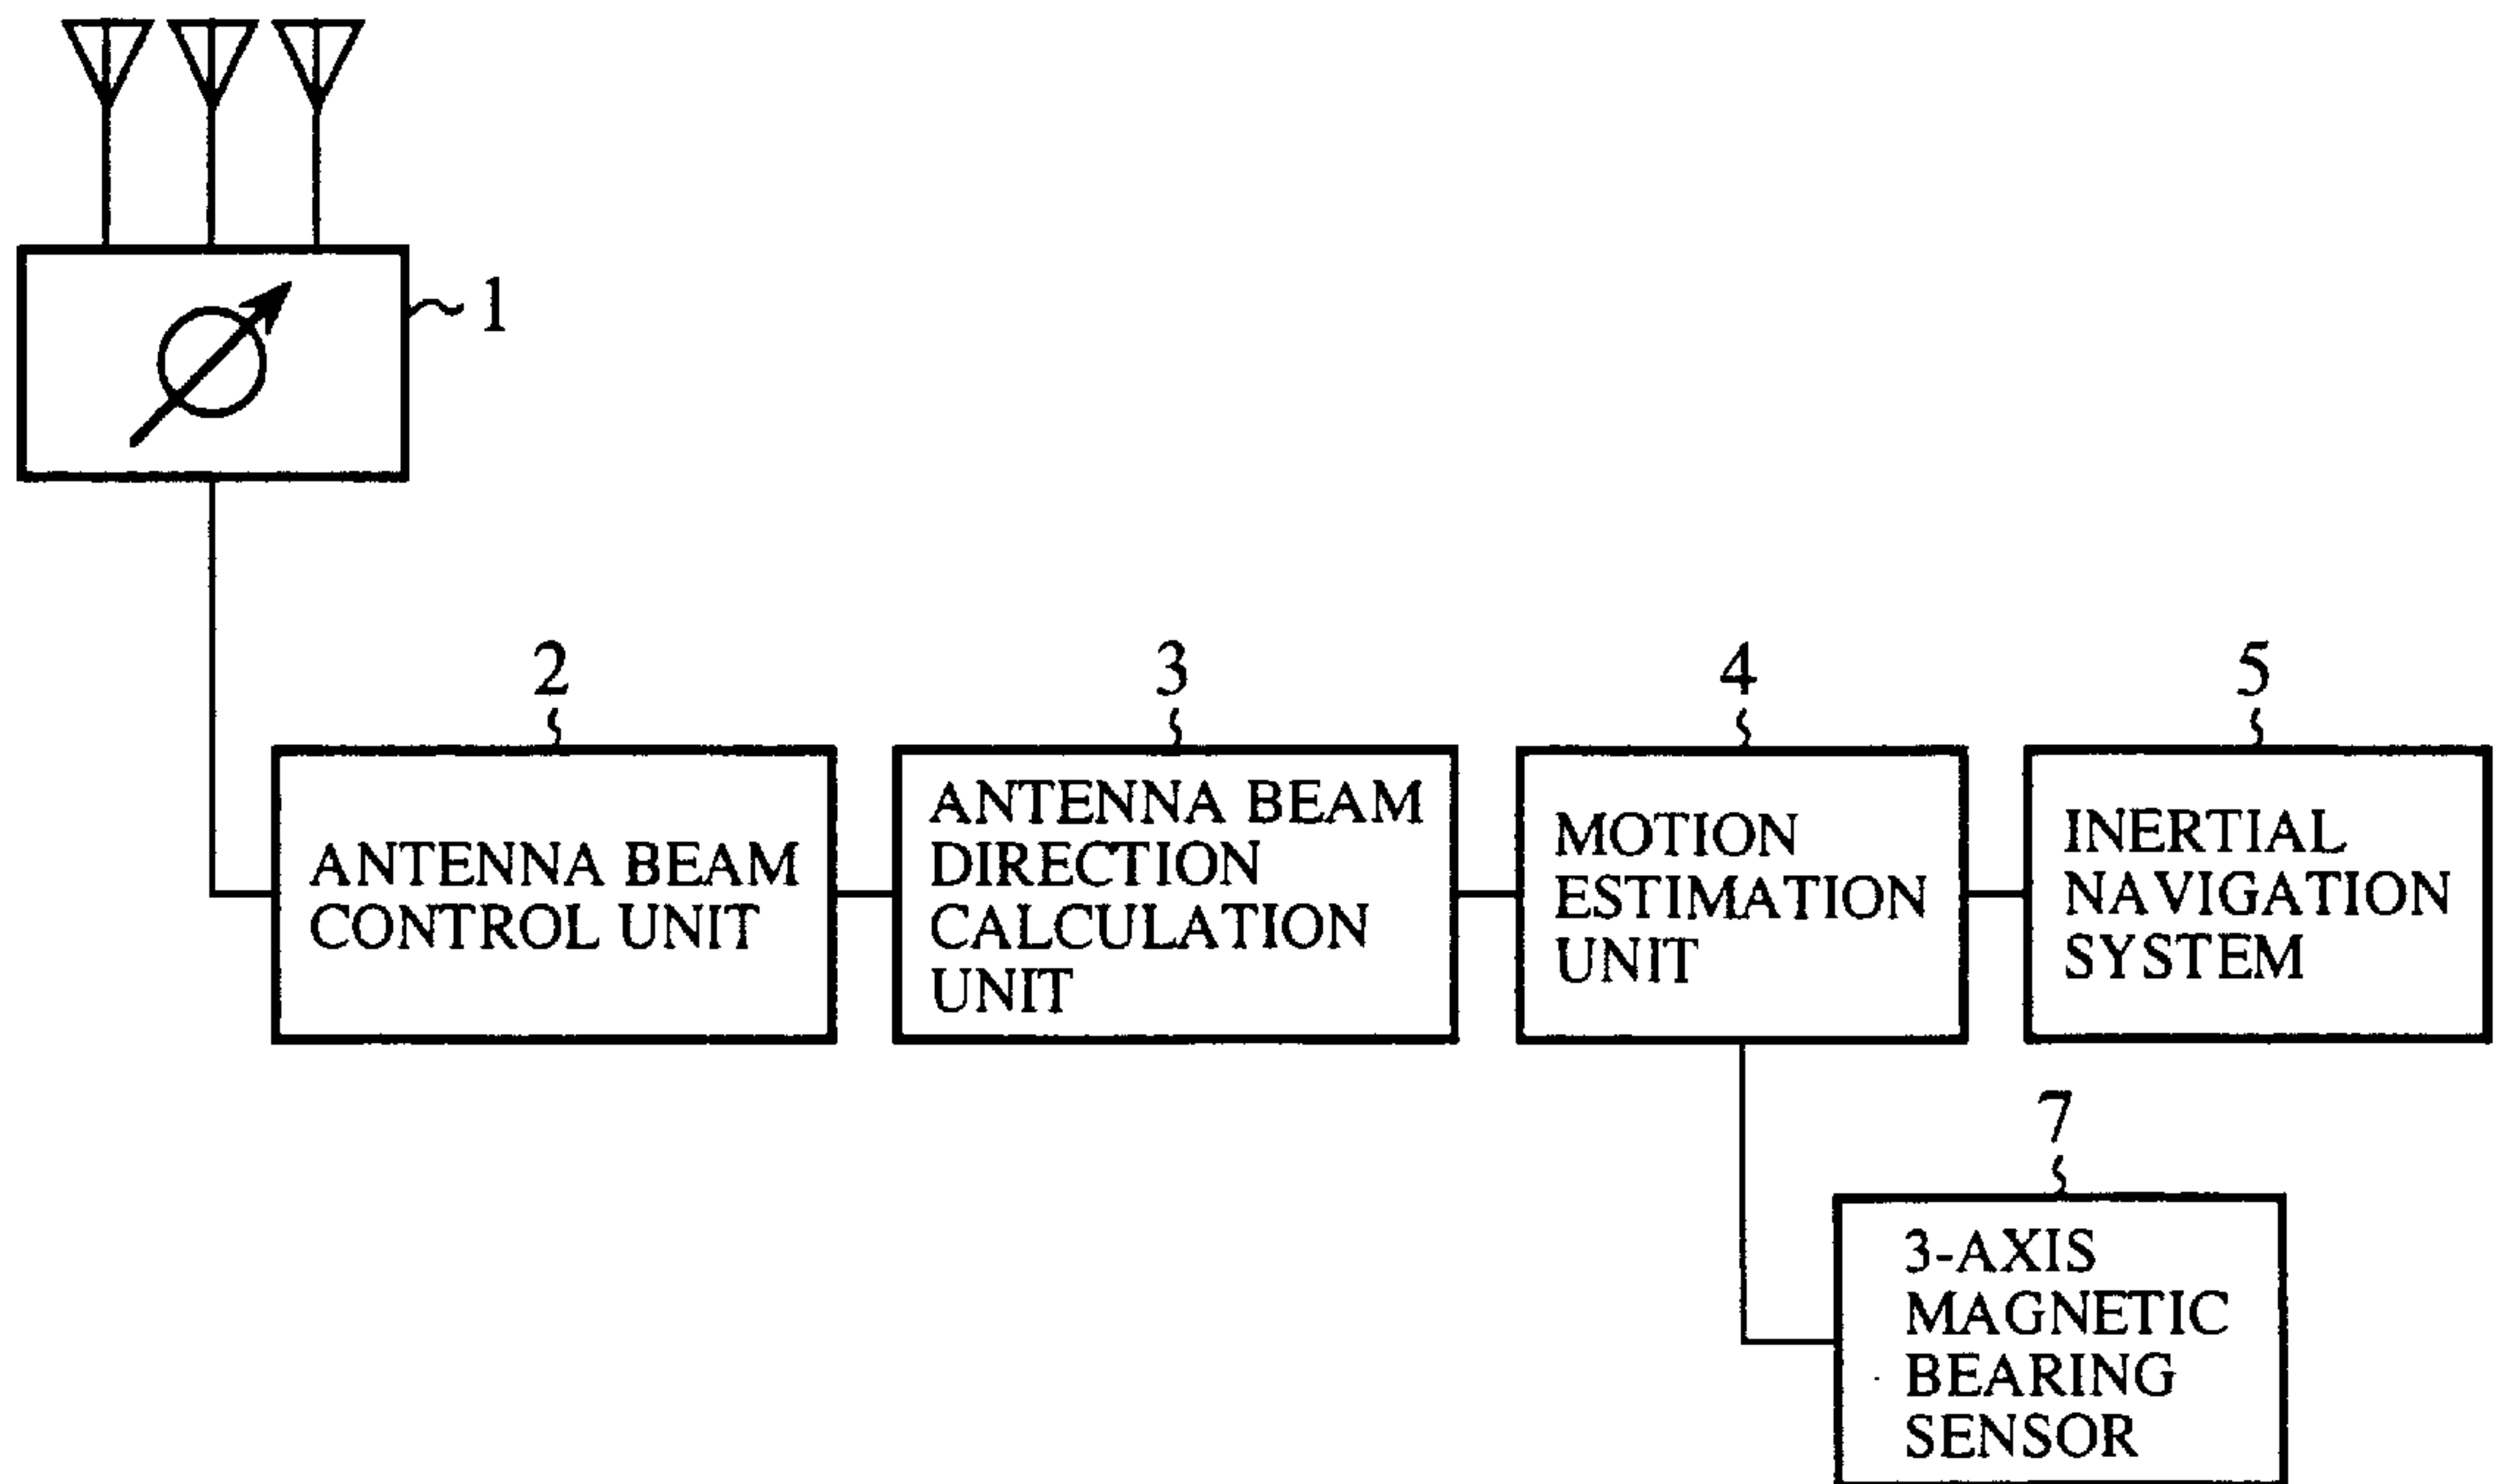 1
2
3
4
5
ANTENNA BEAM
CONTROL UNIT
ANTENNA BEAM
DIRECTION
CALCULATION
UNIT
MOTION
ESTIMATION
UNIT
INERTIAL
NAVIGATION
SYSTEM
7
3-AXIS
MAGNETIC
BEARING
SENSOR